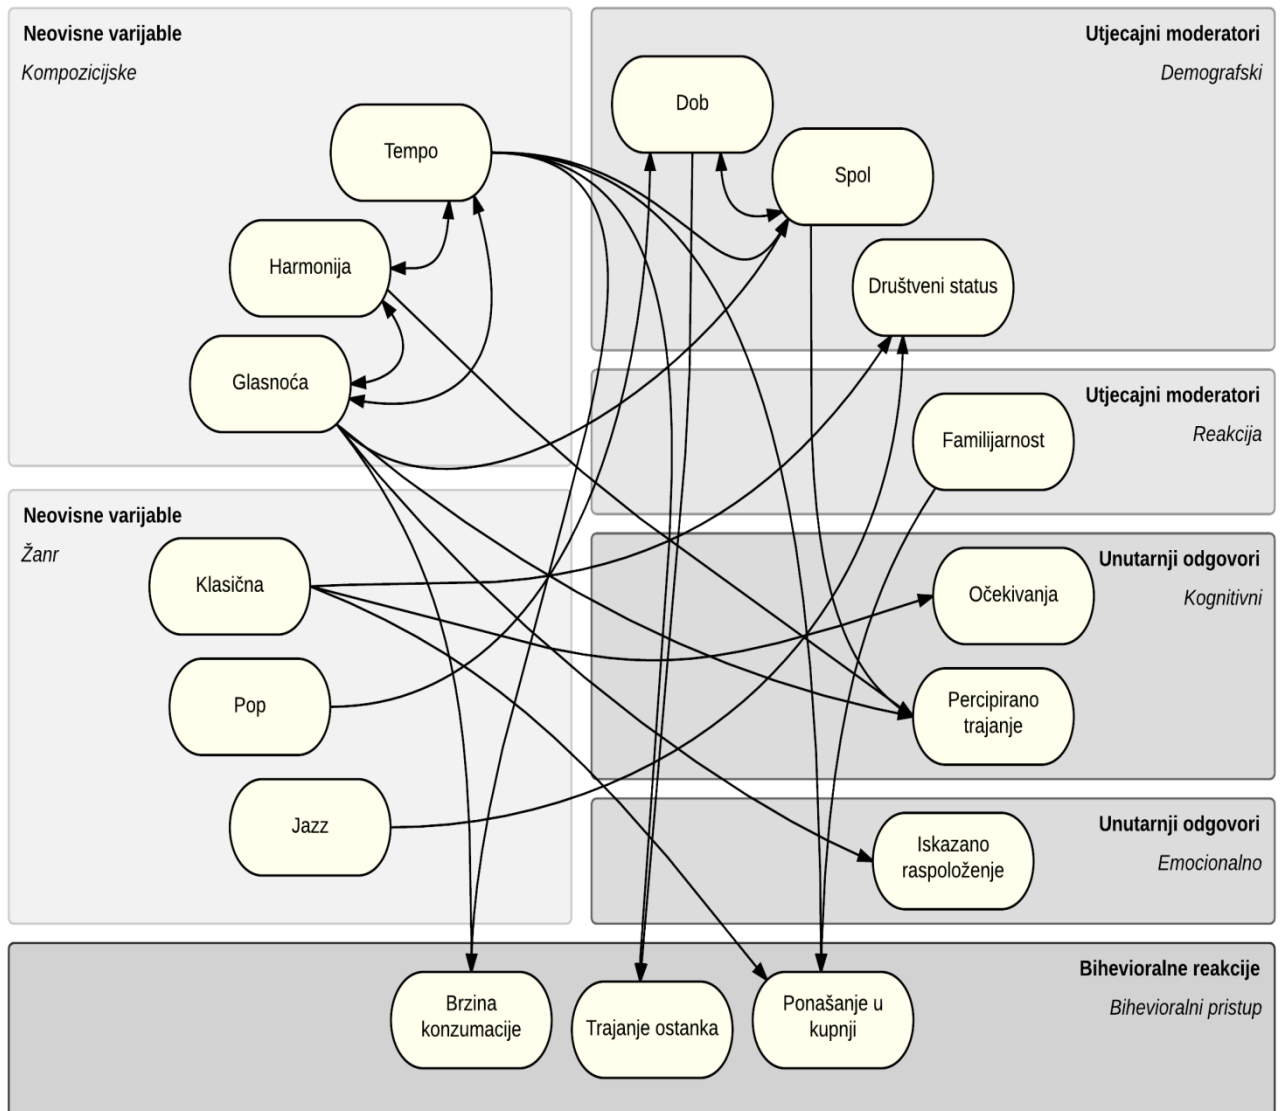 Neovisne varijable
Kompozicijske
Tempo
Harmonija
Glasnoća
Utjecajni moderatori
Demografski
Dob
Spol
Društveni status
Utjecajni moderatori
Reakcija
Familijarnost
Neovisne varijable
Žanr
Klasična
Pop
Jazz
Unutarnji odgovori
Kognitivni
Očekivanja
Percipirano
trajanje
Unutarnji odgovori
Emocionalno
Iskazano
raspoloženje
Bihevioralne reakcije
Bihevioralni pristup
Brzina
konzumacije
Trajanje ostanka
Ponašanje u
kupnji